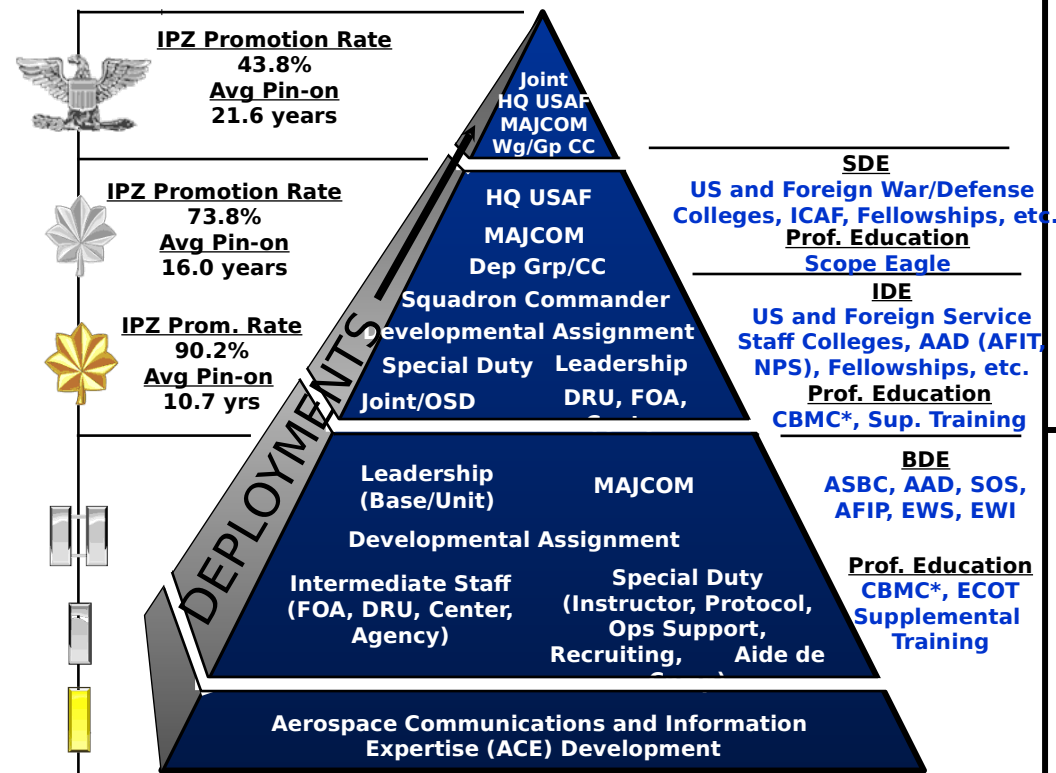 IPZ Promotion Rate
43.8%
Avg Pin-on
21.6 years
IPZ Promotion Rate
73.8%
Avg Pin-on
16.0 years
IPZ Prom. Rate
90.2%
Avg Pin-on
10.7 yrs
DEPLOYMENTS
Joint
HQ USAF
MAJCOM
Wg/Gp CC
HQ USAF
MAJCOM
Dep Grp/CC
Squadron Commander
Developmental Assignment
Special Duty
Leadership
Joint/OSD
DRU, FOA,
Leadership
(Base/Unit)
MAJCOM
Developmental Assignment
Intermediate Staff
(FOA, DRU, Center,
Agency)
Special Duty
(Instructor, Protocol,
Ops Support,
Recruiting, Aide de
Aerospace Communications and Information
Expertise (ACE) Development
SDE
US and Foreign War/Defense
Colleges, ICAF, Fellowships, etc.
Prof. Education
Scope Eagle
IDE
US and Foreign Service
Staff Colleges, AAD (AFIT,
NPS), Fellowships, etc.
Prof. Education
CBMC*, Sup. Training
BDE
ASBC, AAD, SOS,
AFIP, EWS, EWI
Prof. Education
CBMC*, ECOT
Supplemental
Training